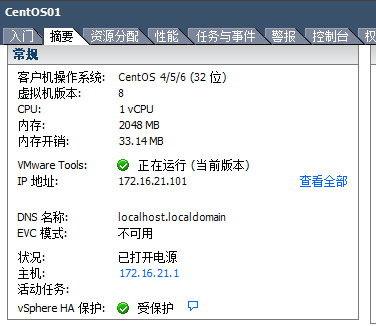 CentOS01
入门 摘要 资源分配 性能 任务与事件 警报 控制台 权
常规
客户机操作系统: CentOS 4/5/6 (32 位)
虚拟机版本: 8
CPU: 1 vCPU
内存: 2048 MB
内存开销: 33.14 MB
VMware Tools: 正在运行 (当前版本)
IP 地址: 172.16.21.101 查看全部
DNS 名称: localhost.localdomain
EVC 模式: 不可用
状况: 已打开电源
主机: 172.16.21.1
活动任务:
vSphere HA 保护: 受保护